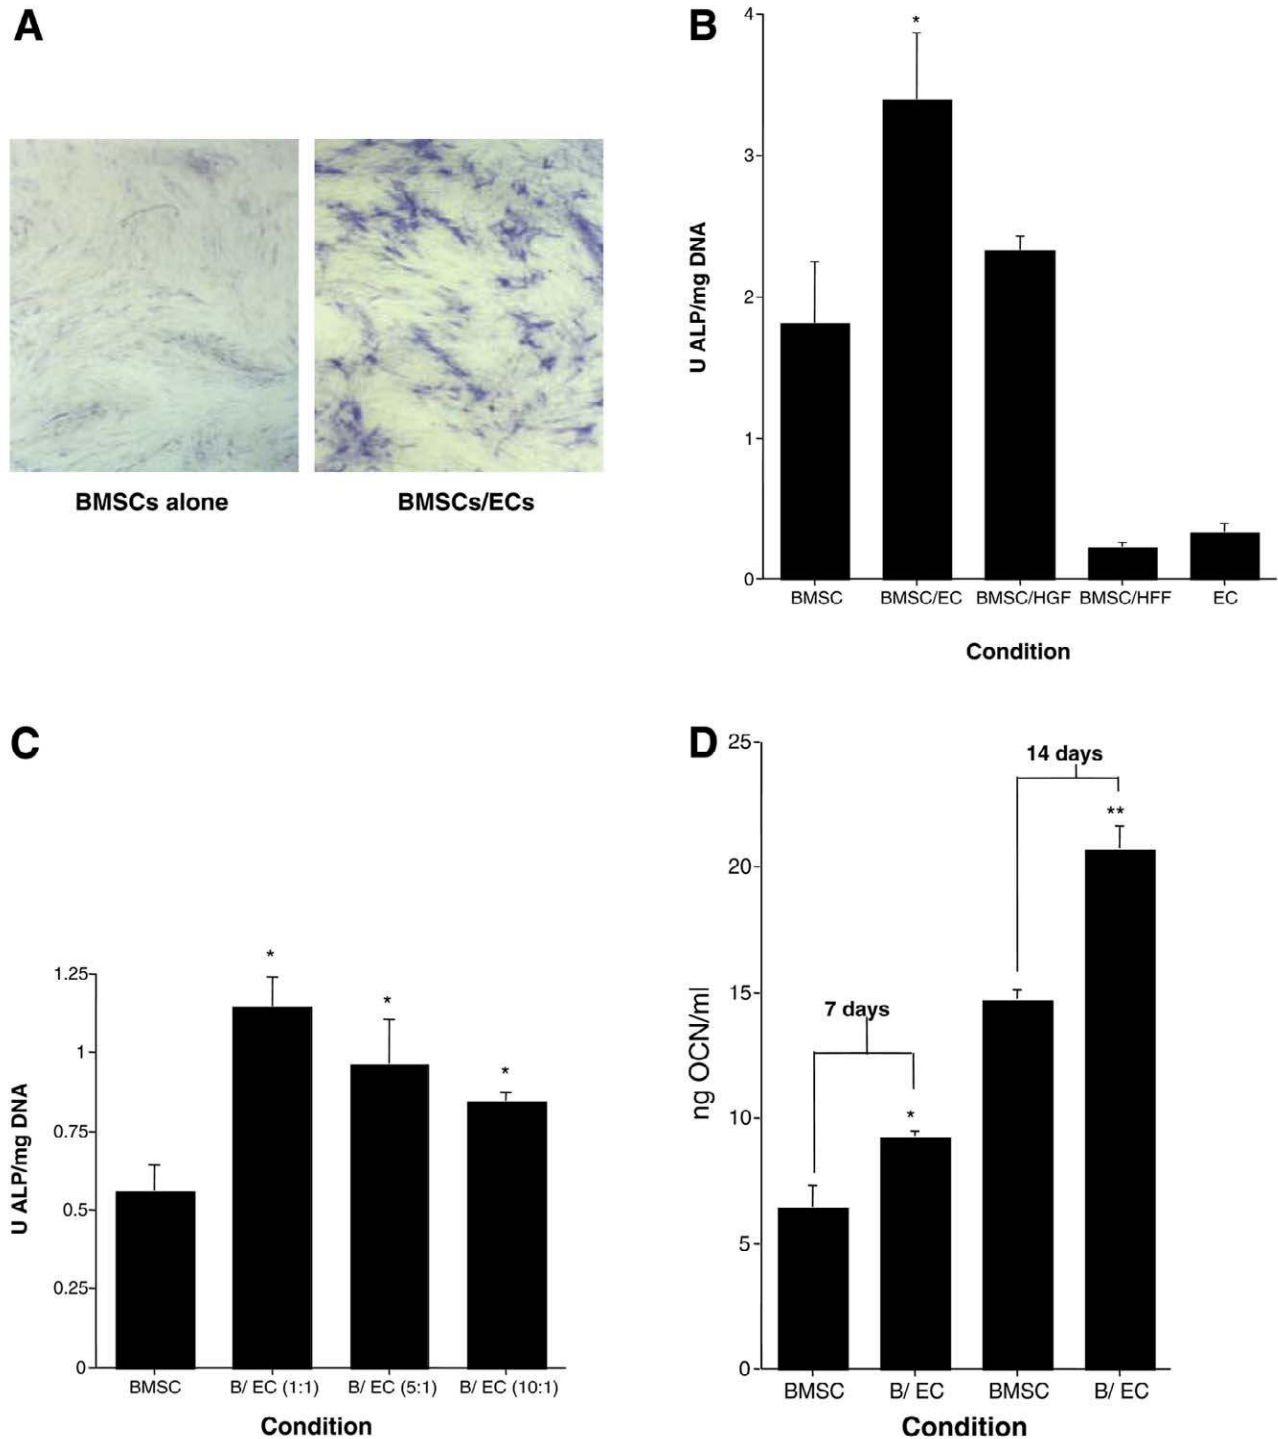 A
BMSCs alone
BMSCs/ECs
B
4
3
2
1
0
U ALP/mg DNA
*
BMSC
BMSC/EC
BMSC/HGF
BMSC/HFF
EC
Condition
C
1.25
1
0.75
0.5
0.25
0
U ALP/mg DNA
*
*
*
BMSC
B/ EC (1:1)
B/ EC (5:1)
B/ EC (10:1)
Condition
D
25
20
15
10
5
0
ng OCN/ml
7 days
*
14 days
**
BMSC
B/ EC
BMSC
B/ EC
Condition